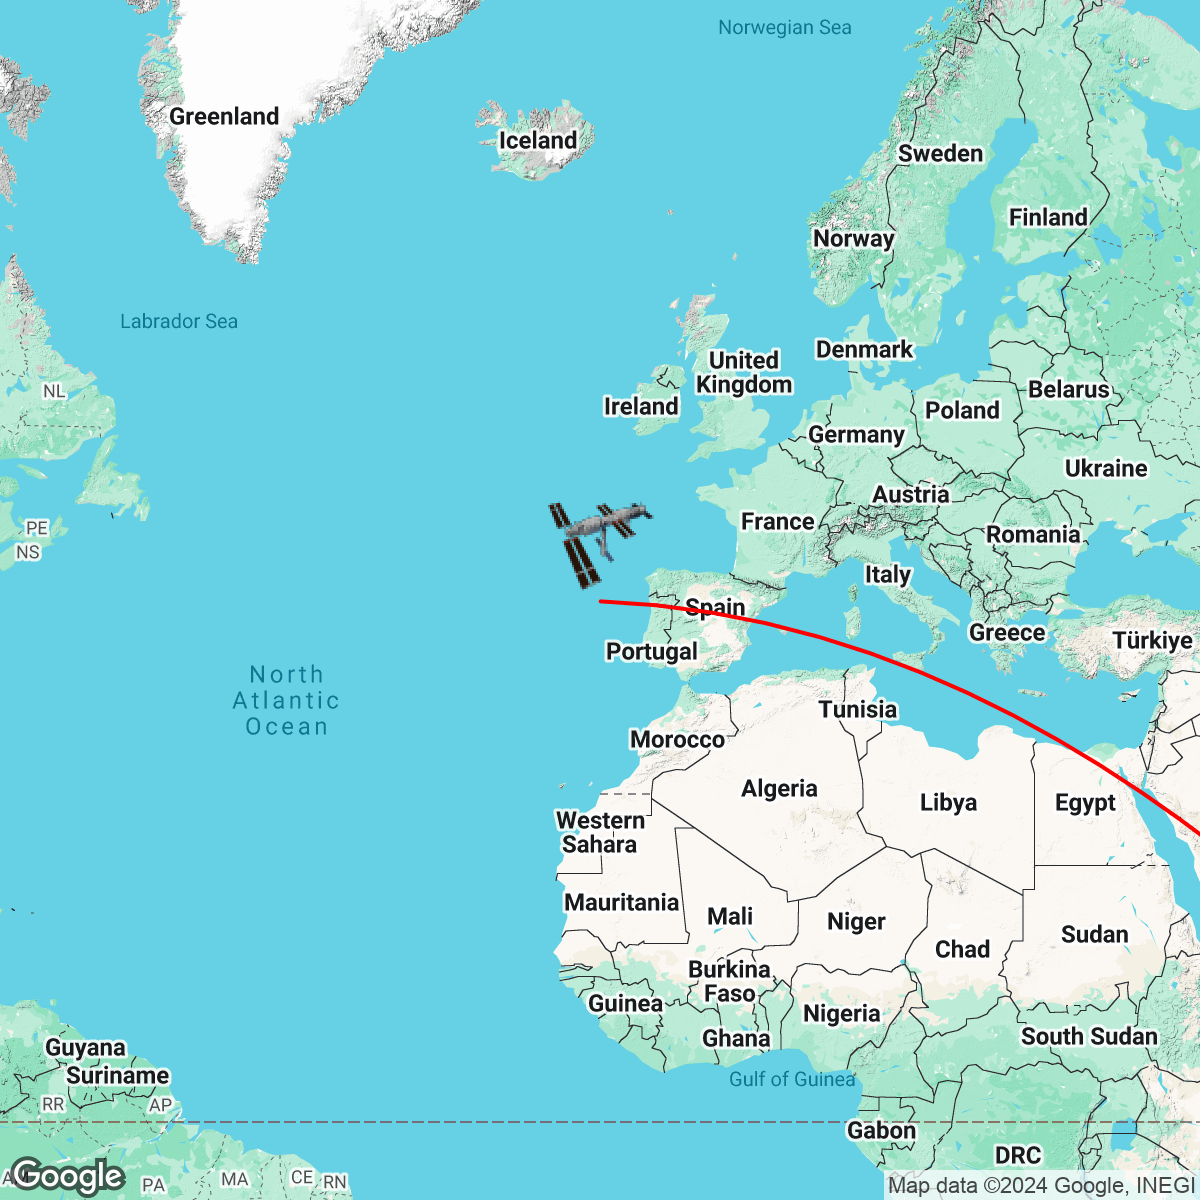 Norwegian Sea
Greenland
Iceland
Sweden
Finland
Norway
Labrador Sea
Denmark
United
Kingdom
Belarus
NL
Ireland
Poland
Germany
Ukraine
Austria
PE
France
Romania
NS
Italy
Spain
Greece
Türkiye
Portugal
North
Atlantic
Ocean
Tunisia
Morocco
Algeria
Libya
Egypt
Western
Sahara
Mauritania
Mali
Niger
Sudan
Chad
Burkina
Faso
Guinea
Nigeria
Ghana
South Sudan
Guyana
Suriname
Gulf of Guinea
RR
AP
Gabon
DRC
Google
MA
CE
RN
PA
Map data ©2024 Google, INEGI